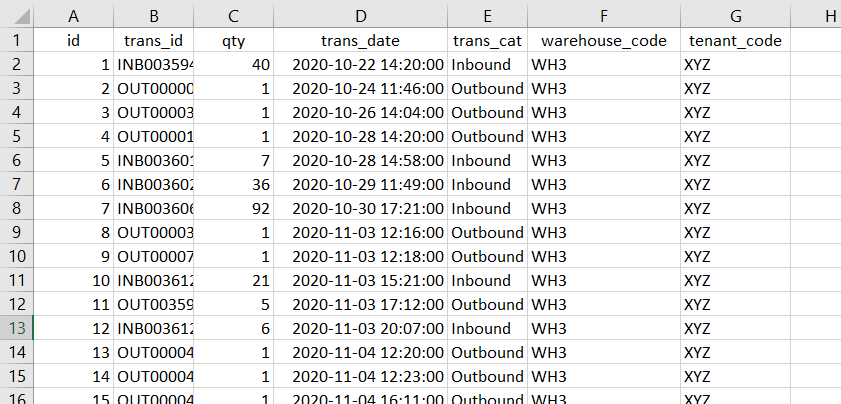 A B C D E F G H
1 id trans_id qty trans_date trans_cat warehouse_code tenant_code
2 1 INB003594 40 2020-10-22 14:20:00 Inbound WH3 XYZ
3 2 OUT00000 1 2020-10-24 11:46:00 Outbound WH3 XYZ
4 3 OUT00003 1 2020-10-26 14:04:00 Outbound WH3 XYZ
5 4 OUT00001 1 2020-10-28 14:20:00 Outbound WH3 XYZ
6 5 INB003601 7 2020-10-28 14:58:00 Inbound WH3 XYZ
7 6 INB003602 36 2020-10-29 11:49:00 Inbound WH3 XYZ
8 7 INB003606 92 2020-10-30 17:21:00 Inbound WH3 XYZ
9 8 OUT00003 1 2020-11-03 12:16:00 Outbound WH3 XYZ
10 9 OUT00007 1 2020-11-03 12:18:00 Outbound WH3 XYZ
11 10 INB003612 21 2020-11-03 15:21:00 Inbound WH3 XYZ
12 11 OUT00359 5 2020-11-03 17:12:00 Outbound WH3 XYZ
13 12 INB003612 6 2020-11-03 20:07:00 Inbound WH3 XYZ
14 13 OUT00004 1 2020-11-04 12:20:00 Outbound WH3 XYZ
15 14 OUT00004 1 2020-11-04 12:23:00 Outbound WH3 XYZ
16 15 OUT00004 1 2020-11-04 16:11:00 Outbound WH3 XYZ